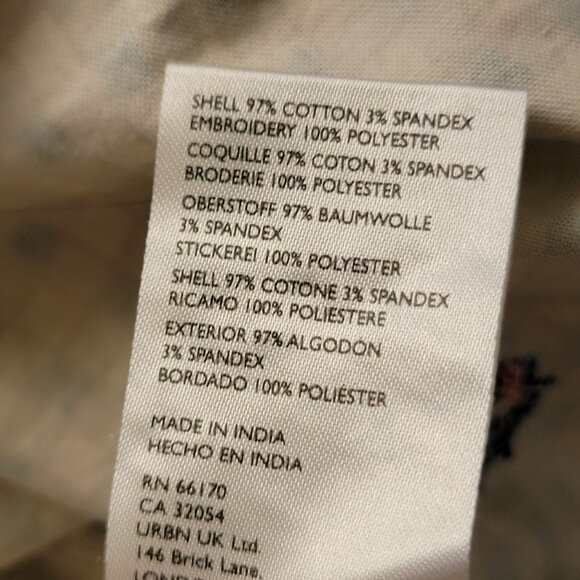 SHELL 97% COTTON 3% SPANDEX
EMBROIDERY 100% POLYESTER
COQUILLE 97% COTON 3% SPANDEX
BRODERIE 100% POLYESTER
OBERSTOFF 97% BAUMWOLLE
3% SPANDEX
STICKEREI 100% POLYESTER
SHELL 97% COTONE 3% SPANDEX
RICAMO 100% POLIESTERE
EXTERIOR 97% ALGODÓN
3% SPANDEX
BORDADO 100% POLIÉSTER
MADE IN INDIA
HECHO EN INDIA
RN 66170
CA 32054
URBN UK Ltd.
146 Brick Lane,